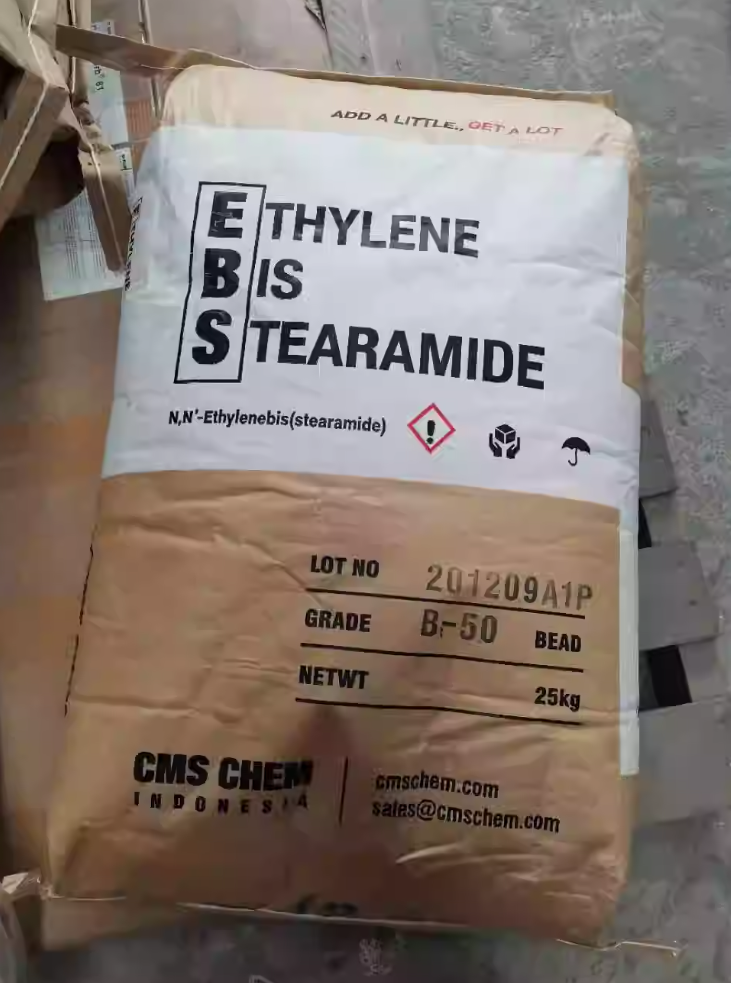 ADD A LITTLE., GET A LOT
ETHYLENE
BIS
STEARAMIDE
N,N'-Ethylenebis(stearamide)
LOT NO 201209A1P
GRADE B-50 BEAD
NETWT 25kg
CMS CHEM
INDONESIA
cmschem.com
sales@cmschem.com